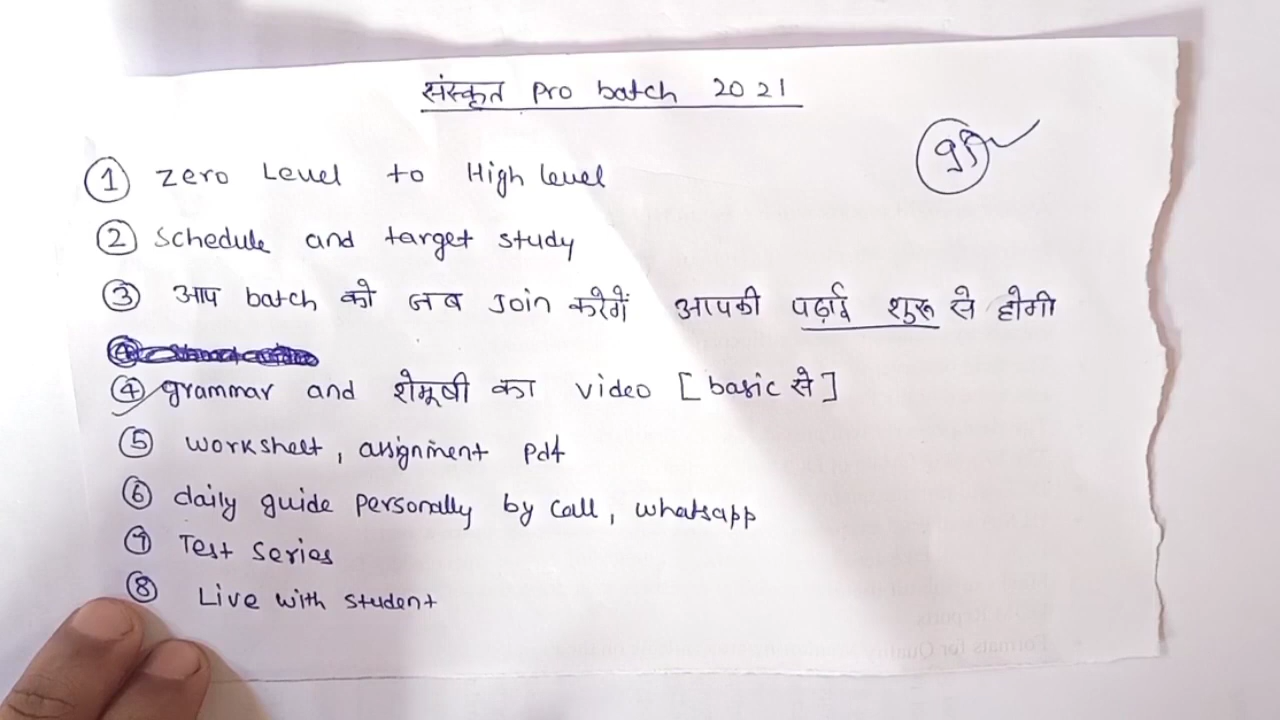 संस्कृत Pro batch 2021
① Zero Level to High level
② Schedule and target study
③ आप batch को जब Join करेगें आपकी पढ़ाई शुरू से होगी
④ grammar and शेमूषी का video [basic से]
⑤ worksheet, assignment pdf
⑥ daily guide personally by call, whatsapp
⑦ Test Series
⑧ Live with student